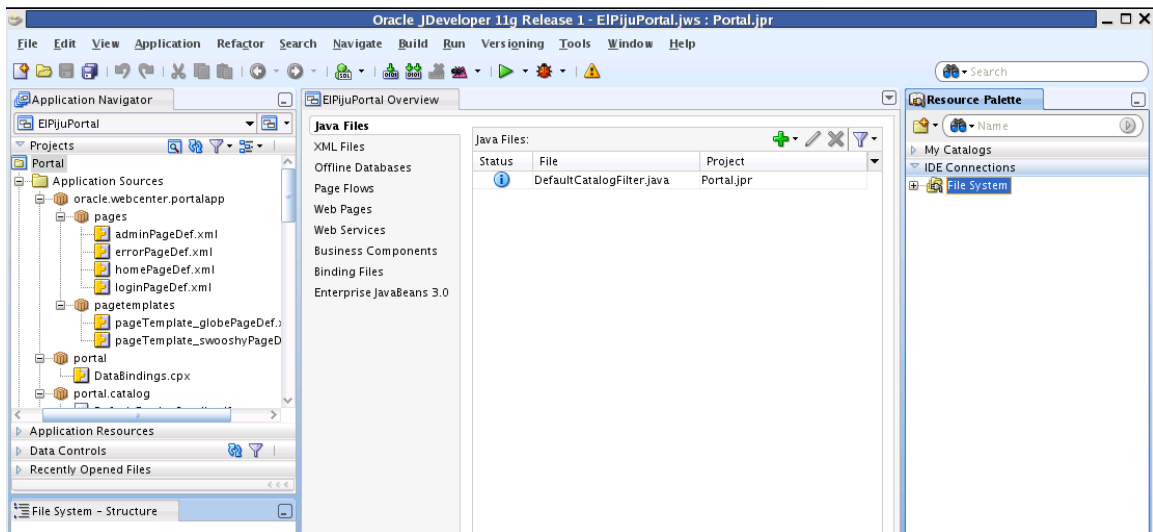 Oracle JDeveloper 11g Release 1 - ElPijuPortal.jws : Portal.jpr
File Edit View Application Refactor Search Navigate Build Run Versioning Tools Window Help
Search
Application Navigator
ElPijuPortal
Projects
Portal
Application Sources
oracle.webcenter.portalapp
pages
adminPageDef.xml
errorPageDef.xml
homePageDef.xml
loginPageDef.xml
pagetemplates
pageTemplate_globePageDef.
pageTemplate_swooshyPageD
portal
DataBindings.cpx
portal.catalog
Application Resources
Data Controls
Recently Opened Files
File System - Structure
ElPijuPortal Overview
Java Files
XML Files
Offline Databases
Page Flows
Web Pages
Web Services
Business Components
Binding Files
Enterprise JavaBeans 3.0
Java Files:
Status File Project
DefaultCatalogFilter.java Portal.jpr
Resource Palette
Name
My Catalogs
IDE Connections
File System